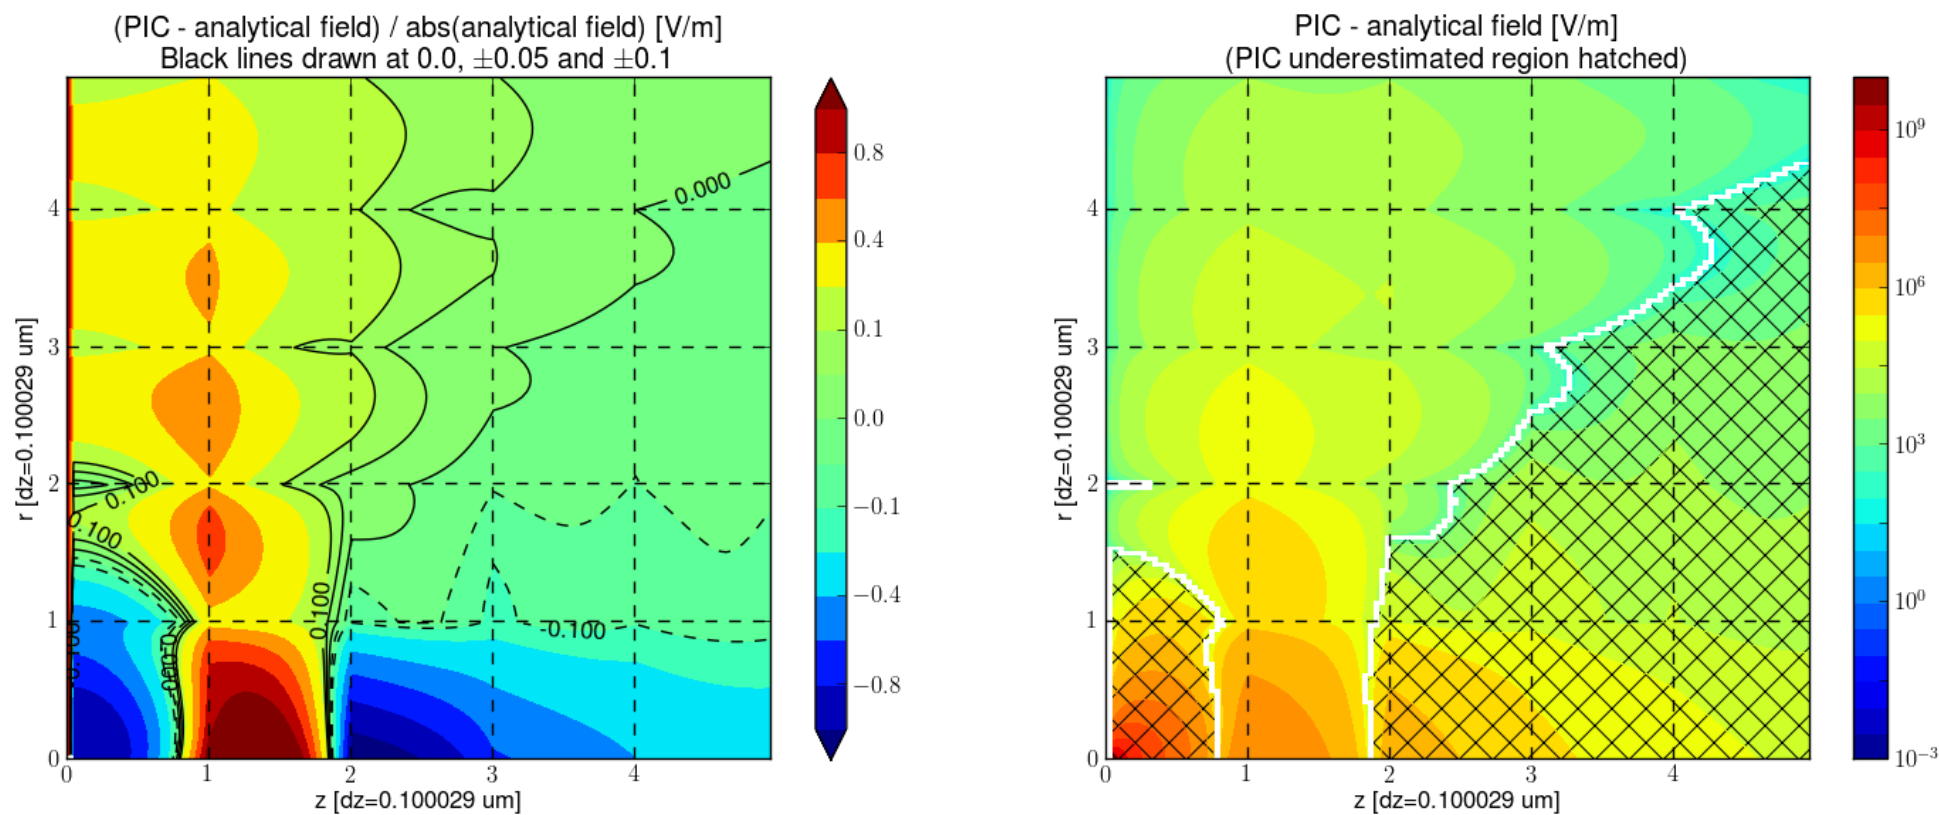 (PIC - analytical field) / abs(analytical field) [V/m]
Black lines drawn at 0.0, ±0.05 and ±0.1
r [dz=0.100029 um]
4
3
2
1
0
0 1 2 3 4
z [dz=0.100029 um]
0.000
0.100
0.100
0.100
-0.100
0.8
0.4
0.1
0.0
−0.1
−0.4
−0.8
PIC - analytical field [V/m]
(PIC underestimated region hatched)
r [dz=0.100029 um]
4
3
2
1
0
0 1 2 3 4
z [dz=0.100029 um]
10⁹
10⁶
10³
10⁰
10⁻³